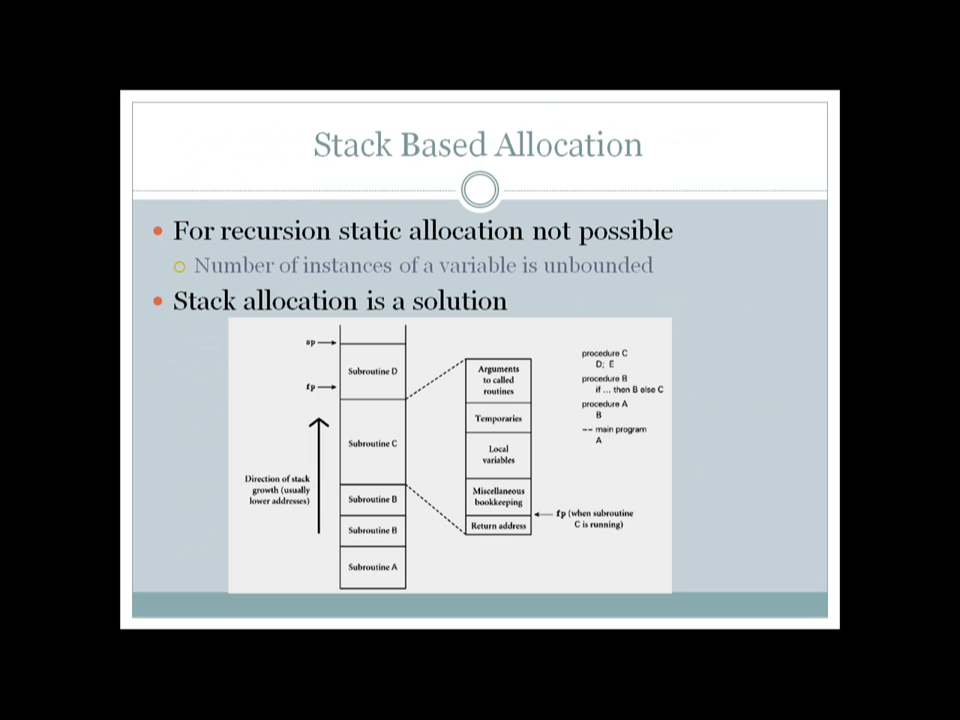 Stack Based Allocation
For recursion static allocation not possible
Number of instances of a variable is unbounded
Stack allocation is a solution
sp
Subroutine D
fp
Subroutine C
Direction of stack
growth (usually
lower addresses)
Subroutine B
Subroutine B
Subroutine A
Arguments
to called
routines
Temporaries
Local
variables
Miscellaneous
bookkeeping
Return address
fp (when subroutine
C is running)
procedure C
D; E
procedure B
if ... then B else C
procedure A
B
-- main program
A